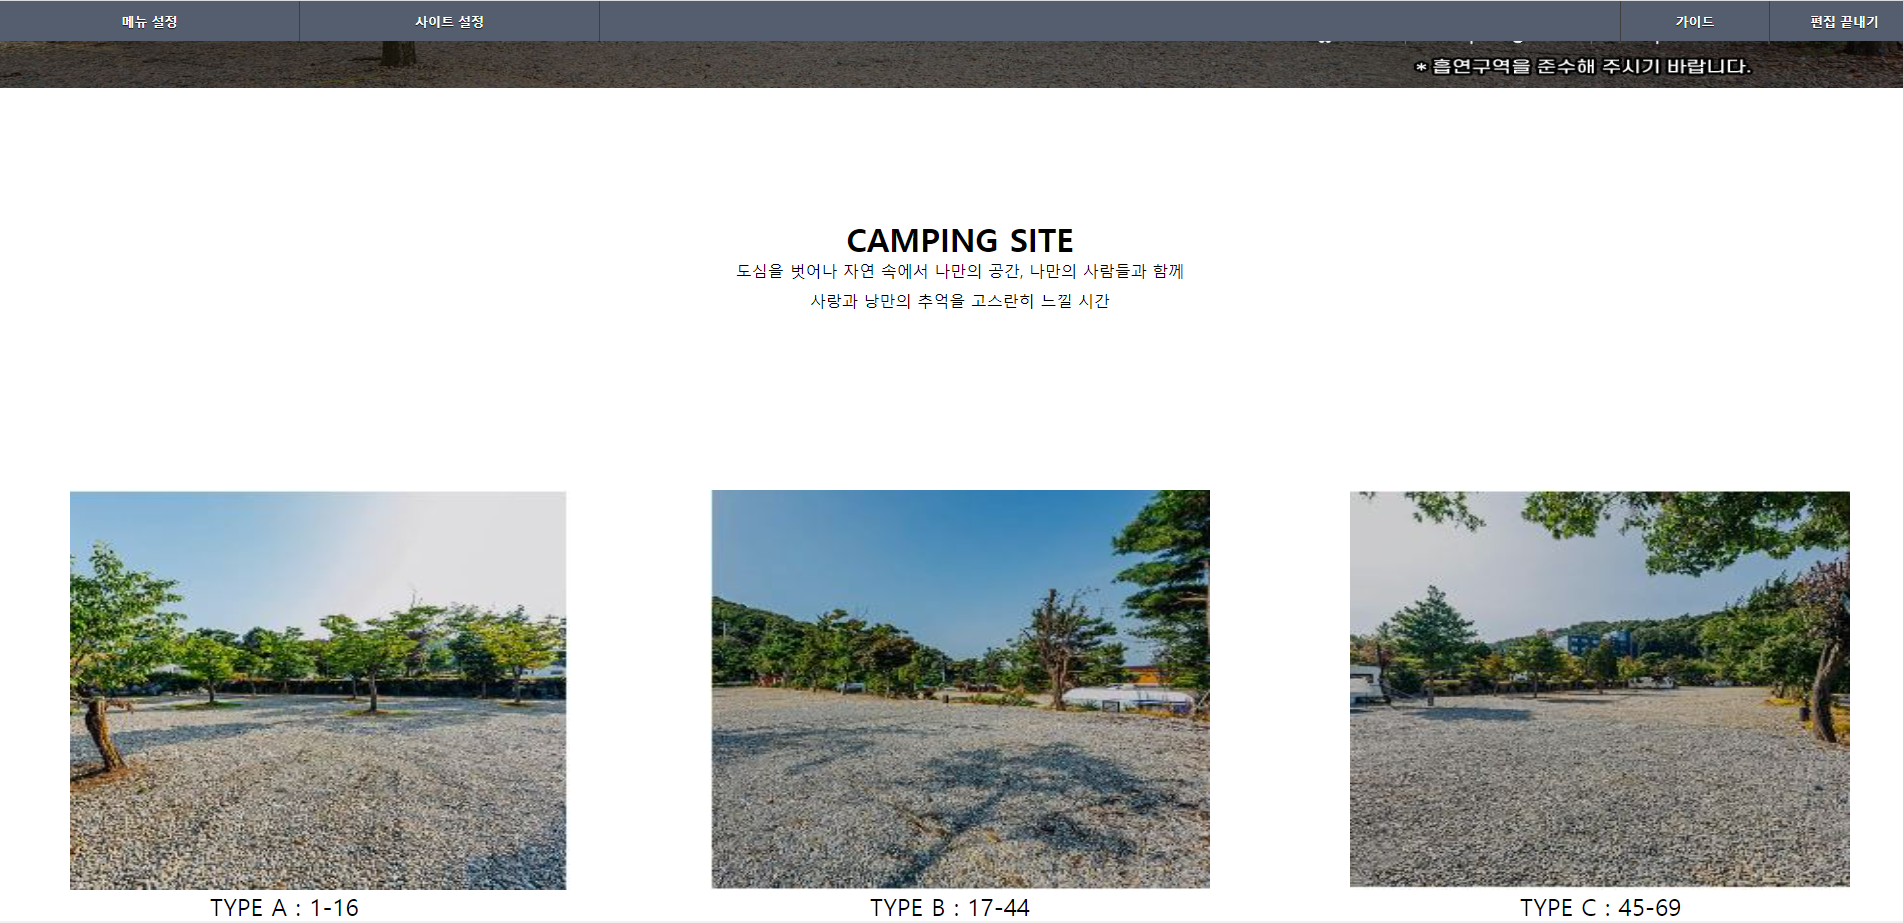 메뉴 설정
사이트 설정
가이드
편집 끝내기
* 흡연구역을 준수해 주시기 바랍니다.
CAMPING SITE
도심을 벗어나 자연 속에서 나만의 공간, 나만의 사람들과 함께
사랑과 낭만의 추억을 고스란히 느낄 시간
TYPE A : 1-16
TYPE B : 17-44
TYPE C : 45-69